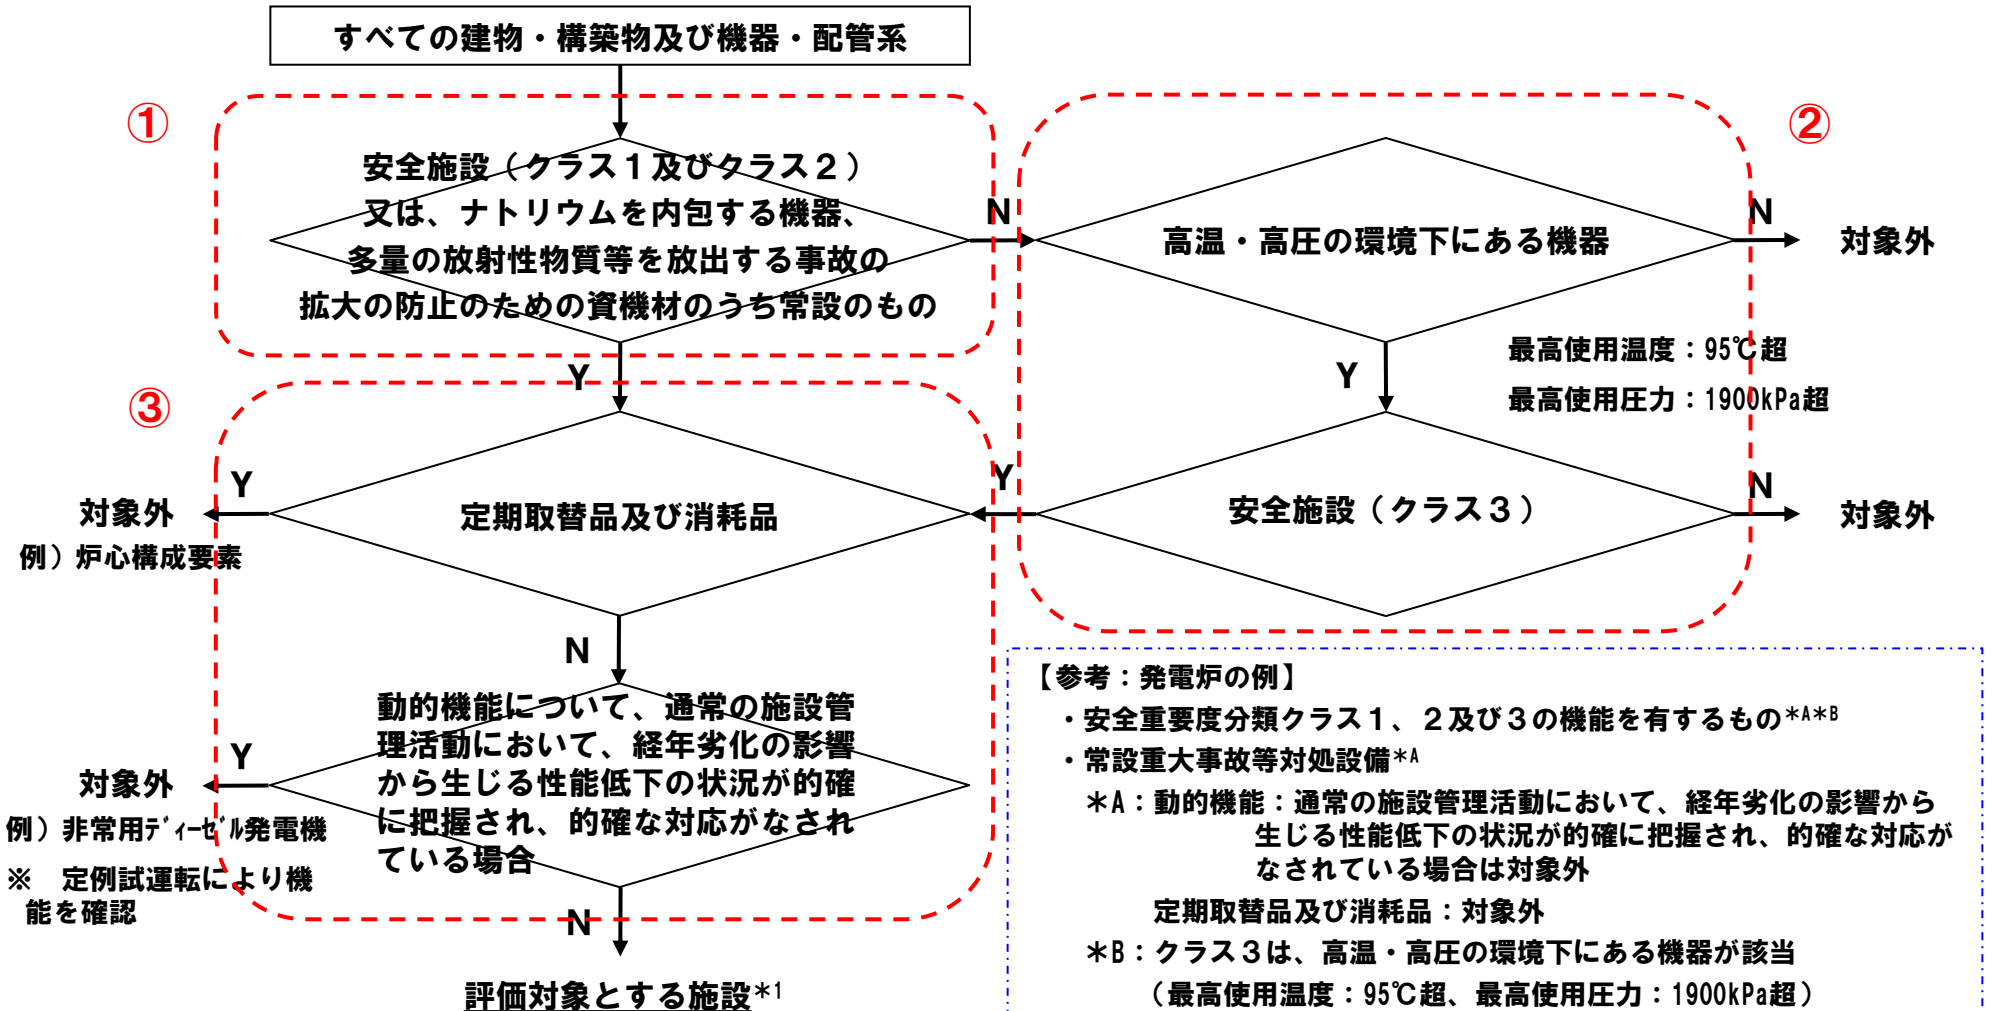 すべての建物・構築物及び機器・配管系
①
安全施設（クラス１及びクラス２）
又は、ナトリウムを内包する機器、
多量の放射性物質等を放出する事故の
拡大の防止のための資機材のうち常設のもの
N
Y
②
高温・高圧の環境下にある機器
N
対象外
最高使用温度：95℃超
最高使用圧力：1900kPa超
Y
安全施設（クラス３）
N
対象外
Y
③
定期取替品及び消耗品
Y
対象外
例）炉心構成要素
N
動的機能について、通常の施設管
理活動において、経年劣化の影響
から生じる性能低下の状況が的確
に把握され、的確な対応がなされ
ている場合
Y
対象外
例）非常用ﾃﾞｨｰｾﾞﾙ発電機
※　定例試運転により機
能を確認
N
評価対象とする施設*1
【参考：発電炉の例】
・安全重要度分類クラス１、２及び３の機能を有するもの*A*B
・常設重大事故等対処設備*A
*A：動的機能：通常の施設管理活動において、経年劣化の影響から
生じる性能低下の状況が的確に把握され、的確な対応が
なされている場合は対象外
定期取替品及び消耗品：対象外
*B：クラス３は、高温・高圧の環境下にある機器が該当
（最高使用温度：95℃超、最高使用圧力：1900kPa超）